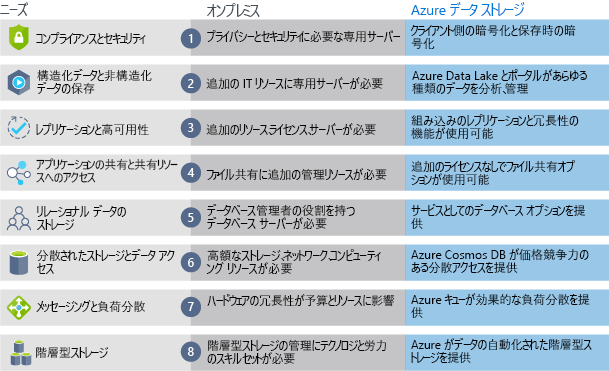 ニーズ
オンプレミス
Azure データ ストレージ
コンプライアンスとセキュリティ
1
プライバシーとセキュリティに必要な専用サーバー
クライアント側の暗号化と保存時の暗
号化
構造化データと非構造化
データの保存
2
追加の IT リソースに専用サーバーが必要
Azure Data Lake とポータルがあらゆる
種類のデータを分析、管理
レプリケーションと高可用性
3
追加のリソースライセンスサーバーが必要
組み込みのレプリケーションと冗長性の
機能が使用可能
アプリケーションの共有と共有リソー
スへのアクセス
4
ファイル共有に追加の管理リソースが必要
追加のライセンスなしでファイル共有オプ
ションが使用可能
リレーショナル データの
ストレージ
5
データベース管理者の役割を持つ
データベース サーバーが必要
サービスとしてのデータベース オプションを提
供
分散されたストレージとデータ アク
セス
6
高額なストレージ、ネットワーク、コンピューティ
ング リソースが必要
Azure Cosmos DB が価格競争力の
ある分散アクセスを提供
メッセージングと負荷分散
7
ハードウェアの冗長性が予算とリソースに影響
Azure キューが効果的な負荷分散を提
供
階層型ストレージ
8
階層型ストレージの管理にテクノロジと労力
のスキル セットが必要
Azure がデータの自動化された階層型ス
トレージを提供